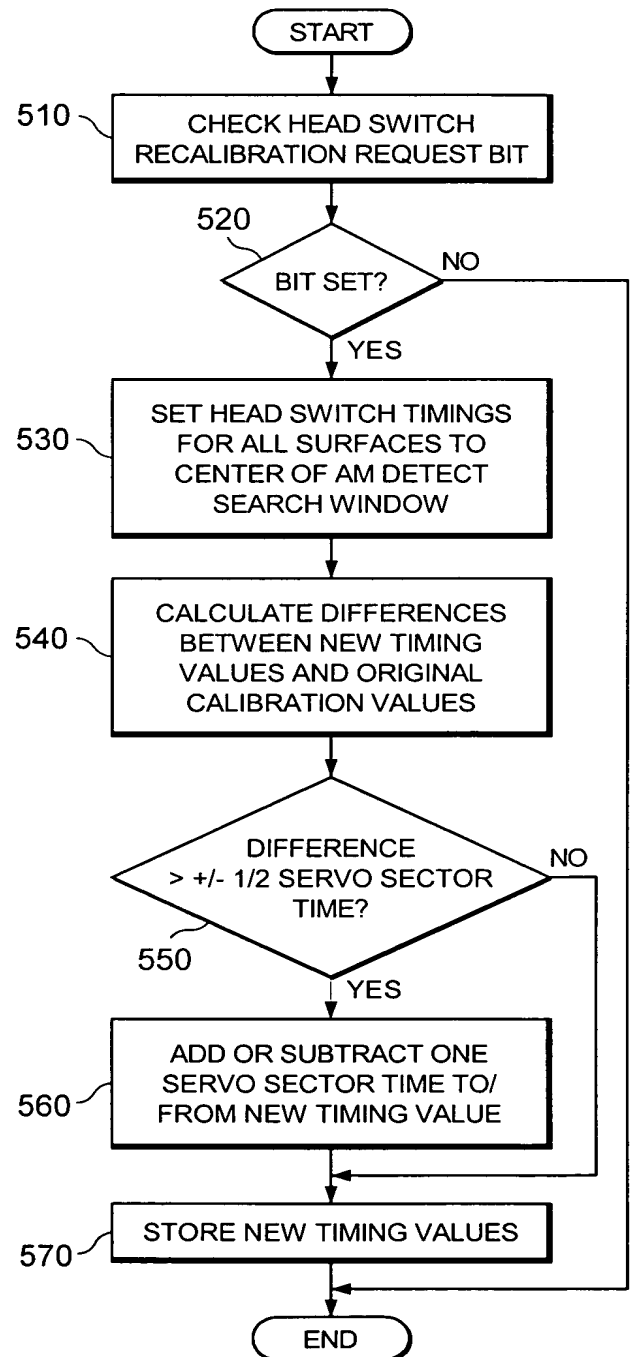 START
510
CHECK HEAD SWITCH
RECALIBRATION REQUEST BIT
520
BIT SET?
NO
YES
530
SET HEAD SWITCH TIMINGS
FOR ALL SURFACES TO
CENTER OF AM DETECT
SEARCH WINDOW
540
CALCULATE DIFFERENCES
BETWEEN NEW TIMING
VALUES AND ORIGINAL
CALIBRATION VALUES
DIFFERENCE
> +/- 1/2 SERVO SECTOR
TIME?
NO
550
YES
560
ADD OR SUBTRACT ONE
SERVO SECTOR TIME TO/
FROM NEW TIMING VALUE
570
STORE NEW TIMING VALUES
END